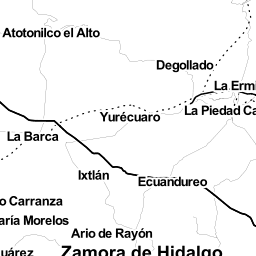 Atotonilco el Alto
Degollado
La Ermi
La Piedad Ca
Yurécuaro
La Barca
Ixtlán
Ecuandureo
o Carranza
aría Morelos
Ario de Rayón
uárez
Zamora de Hidalgo